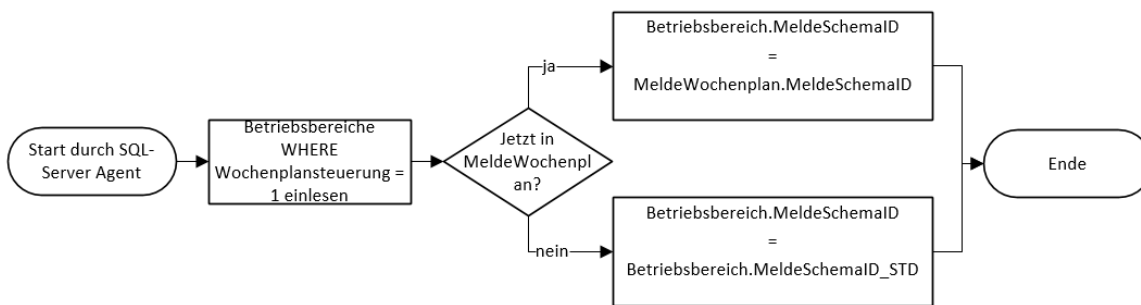 Start durch SQL-
Server Agent
Betriebsbereiche
WHERE
Wochenplansteuerung =
1 einlesen
Jetzt in
MeldeWochenpl
an?
ja
Betriebsbereich.MeldeSchemaID
=
MeldeWochenplan.MeldeSchemaID
nein
Betriebsbereich.MeldeSchemaID
=
Betriebsbereich.MeldeSchemaID_STD
Ende